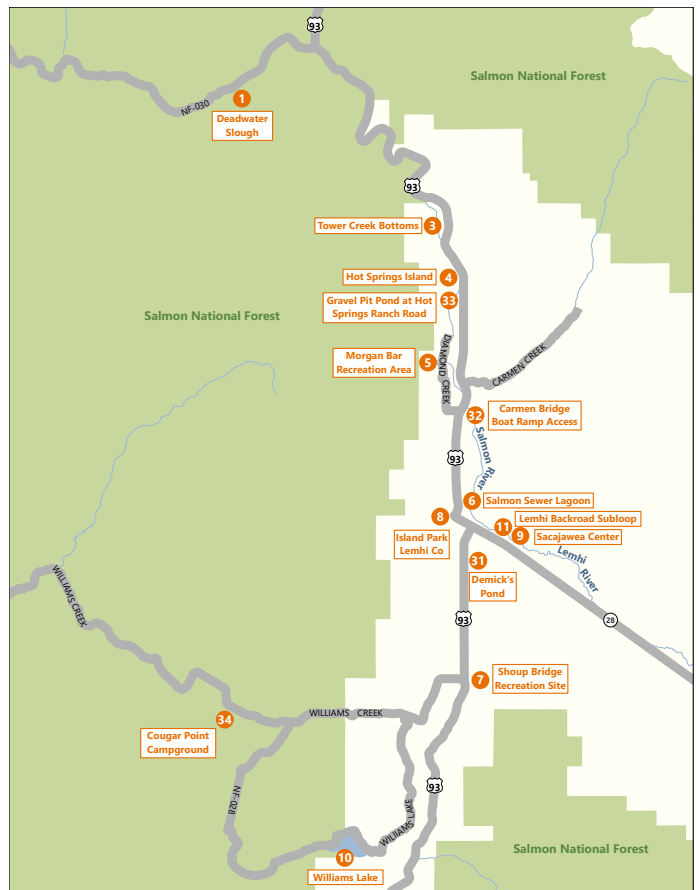 93
Salmon National Forest
NF-030
1
Deadwater
Slough
93
Tower Creek Bottoms
3
Hot Springs Island
4
Gravel Pit Pond at Hot
Springs Ranch Road
33
Salmon National Forest
Morgan Bar
Recreation Area
5
DIAMOND CREEK
CARMEN CREEK
32
Carmen Bridge
Boat Ramp Access
93
Salmon River
6
Salmon Sewer Lagoon
8
Island Park
Lemhi Co
11
Lemhi Backroad Subloop
9
Sacajawea Center
Lemhi
River
31
Demick's
Pond
WILLIAMS CREEK
93
28
7
Shoup Bridge
Recreation Site
34
Cougar Point
Campground
WILLIAMS CREEK
NF-028
93
WILLIAMS LAKE
10
Williams Lake
Salmon National Forest